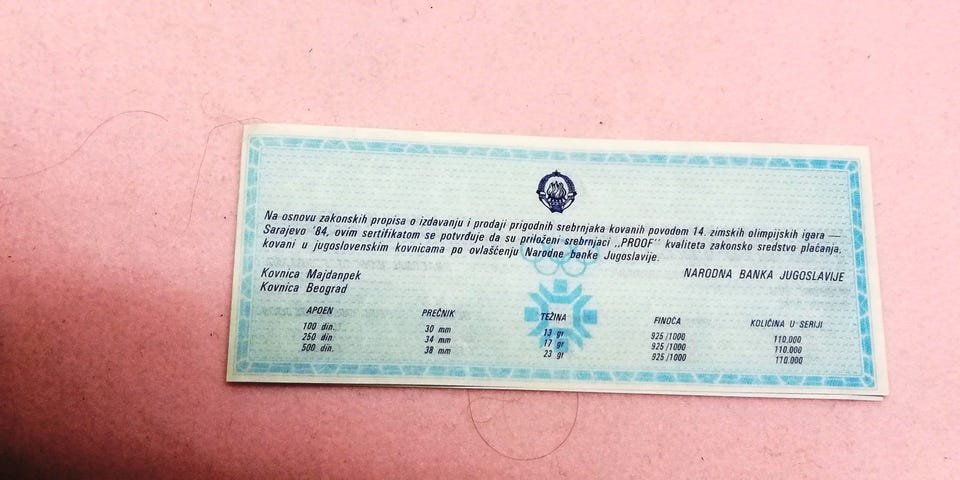 Na osnovu zakonskih propisa o izdavanju i prodaji prigodnih srebrnjaka kovanih povodom 14. zimskih olimpijskih igara —
Sarajevo '84, ovim sertifikatom se potvrđuje da su priloženi srebrnjaci „PROOF" kvaliteta zakonsko sredstvo plaćanja,
kovani u jugoslovenskim kovnicama po ovlašćenju Narodne banke Jugoslavije.
Kovnica Majdanpek NARODNA BANKA JUGOSLAVIJE
Kovnica Beograd
APOEN PREČNIK TEŽINA FINOĆA KOLIČINA U SERIJI
100 din. 30 mm 13 gr 925/1000 110.000
250 din. 34 mm 17 gr 925/1000 110.000
500 din. 38 mm 23 gr 925/1000 110.000